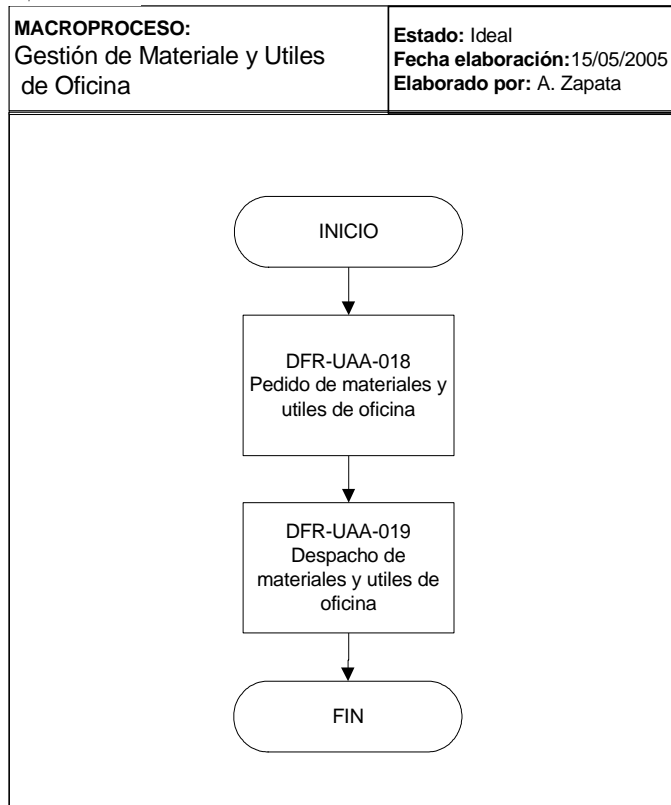 MACROPROCESO:
Gestión de Materiale y Utiles
de Oficina
Estado: Ideal
Fecha elaboración:15/05/2005
Elaborado por: A. Zapata
INICIO
DFR-UAA-018
Pedido de materiales y
utiles de oficina
DFR-UAA-019
Despacho de
materiales y utiles de
oficina
FIN